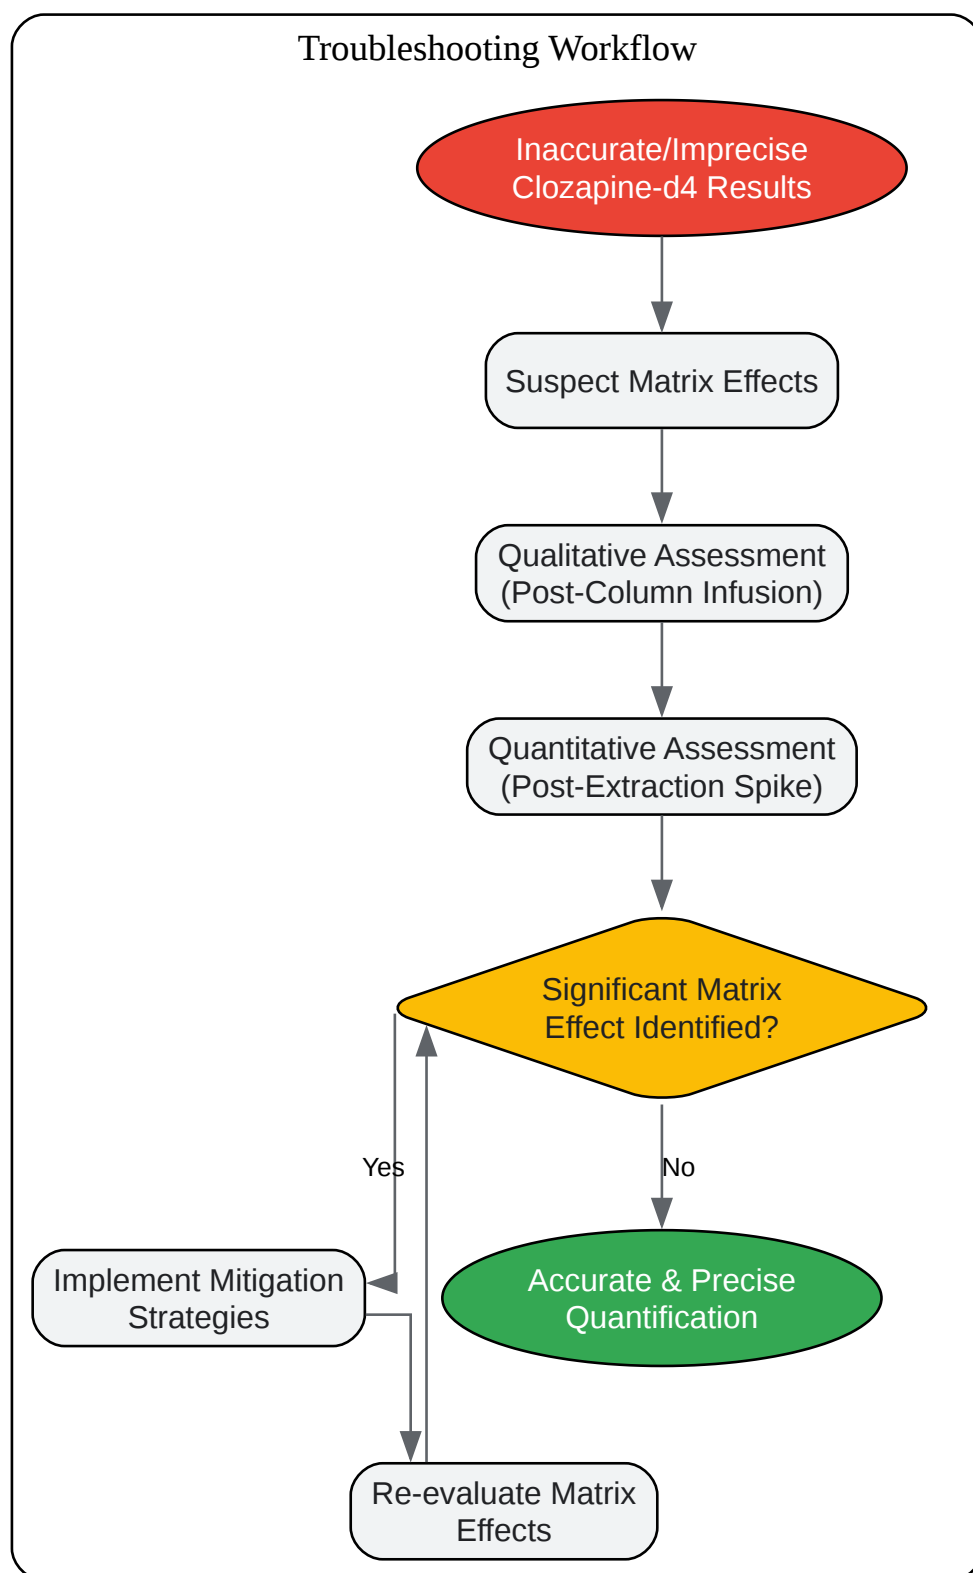 Troubleshooting Workflow
Inaccurate/Imprecise
Clozapine-d4 Results
Suspect Matrix Effects
Qualitative Assessment
(Post-Column Infusion)
Quantitative Assessment
(Post-Extraction Spike)
Significant Matrix
Effect Identified?
Yes
No
Implement Mitigation
Strategies
Accurate & Precise
Quantification
Re-evaluate Matrix
Effects